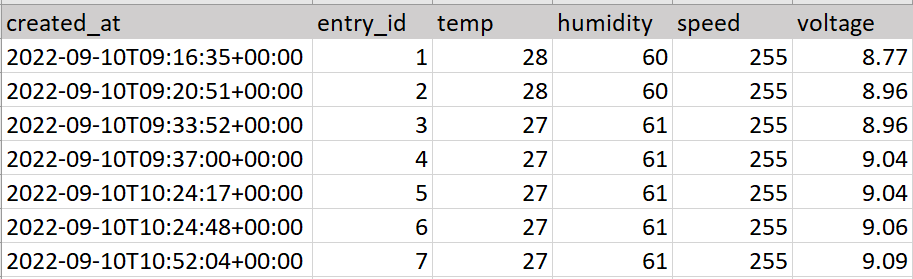 created_at entry_id temp humidity speed voltage
2022-09-10T09:16:35+00:00 1 28 60 255 8.77
2022-09-10T09:20:51+00:00 2 28 60 255 8.96
2022-09-10T09:33:52+00:00 3 27 61 255 8.96
2022-09-10T09:37:00+00:00 4 27 61 255 9.04
2022-09-10T10:24:17+00:00 5 27 61 255 9.04
2022-09-10T10:24:48+00:00 6 27 61 255 9.06
2022-09-10T10:52:04+00:00 7 27 61 255 9.09